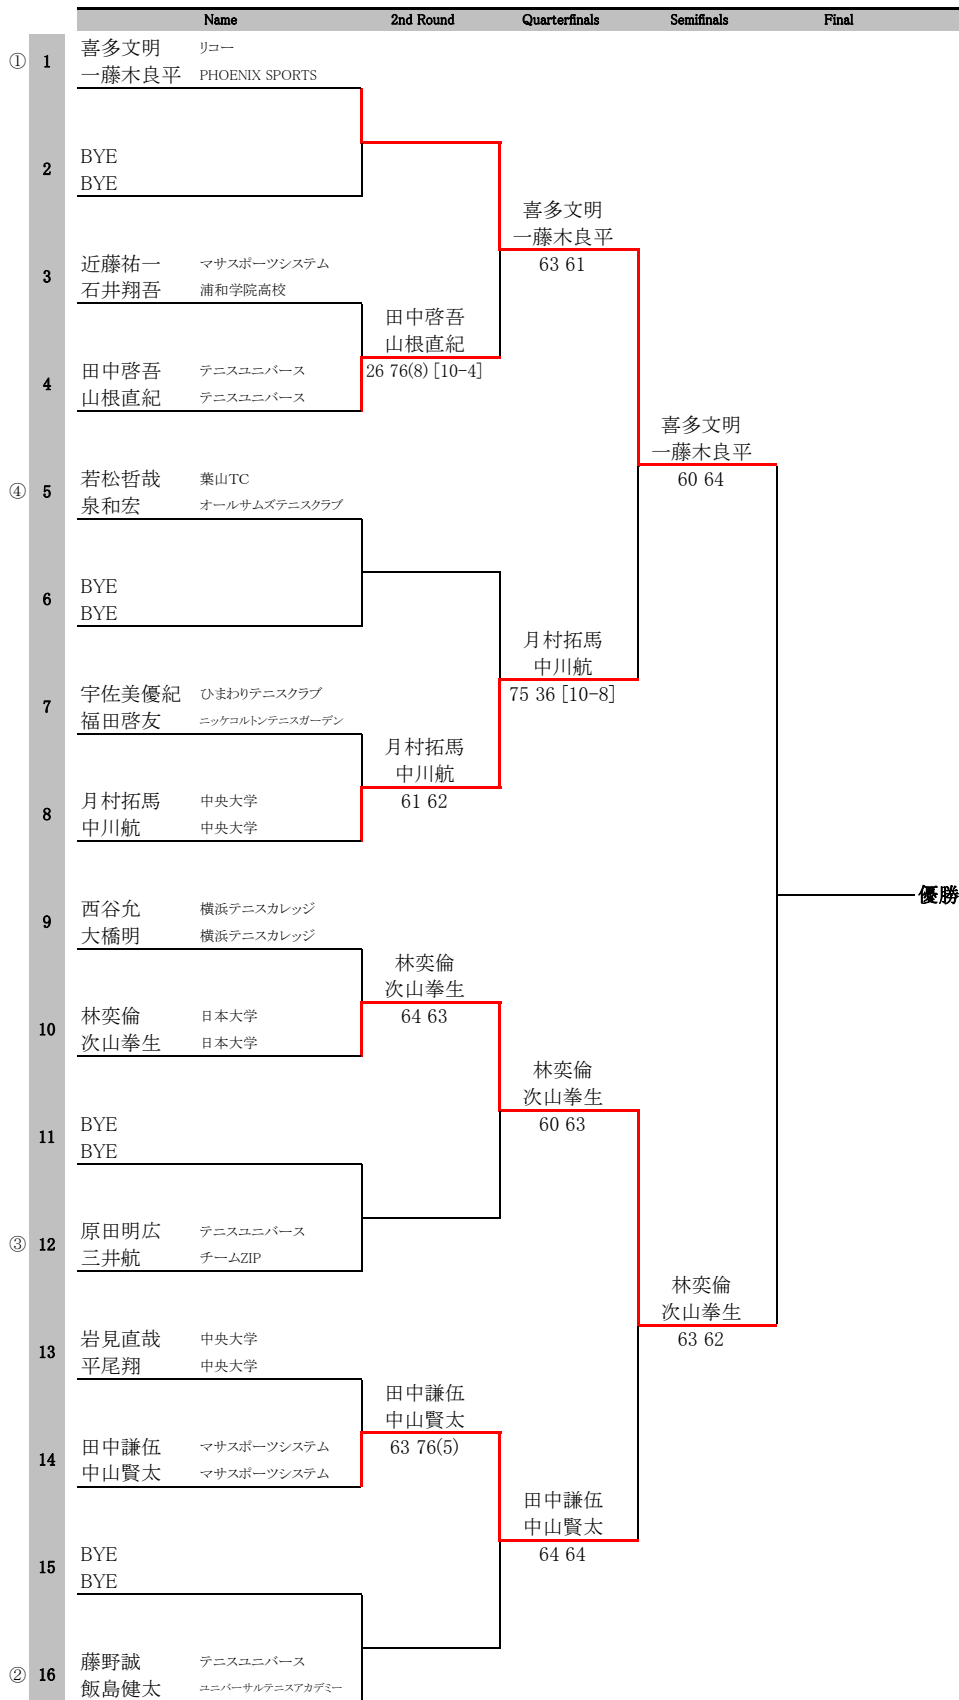 Name 2nd Round Quarterfinals Semifinals Final
喜多文明 リコー
① 1
一藤木良平 PHOENIX SPORTS
BYE
2
BYE
喜多文明
一藤木良平
63 61
近藤祐一 マサスポーツシステム
3
石井翔吾 浦和学院高校
田中啓吾
山根直紀
26 76(8) [10-4]
田中啓吾 テニスユニバース
4
山根直紀 テニスユニバース
喜多文明
一藤木良平
60 64
若松哲哉 葉山TC
④ 5
泉和宏 オールサムズテニスクラブ
BYE
6
BYE
月村拓馬
中川航
75 36 [10-8]
宇佐美優紀 ひまわりテニスクラブ
7
福田啓友 ニッケコルトンテニスガーデン
月村拓馬
中川航
61 62
月村拓馬 中央大学
8
中川航 中央大学
優勝
西谷允 横浜テニスカレッジ
9
大橋明 横浜テニスカレッジ
林奕倫
次山拳生
64 63
林奕倫 日本大学
10
次山拳生 日本大学
林奕倫
次山拳生
60 63
BYE
11
BYE
原田明広 テニスユニバース
③ 12
三井航 チームZIP
林奕倫
次山拳生
63 62
岩見直哉 中央大学
13
平尾翔 中央大学
田中謙伍
中山賢太
63 76(5)
田中謙伍 マサスポーツシステム
14
中山賢太 マサスポーツシステム
田中謙伍
中山賢太
64 64
BYE
15
BYE
藤野誠 テニスユニバース
② 16
飯島健太 ユニバーサルテニスアカデミー